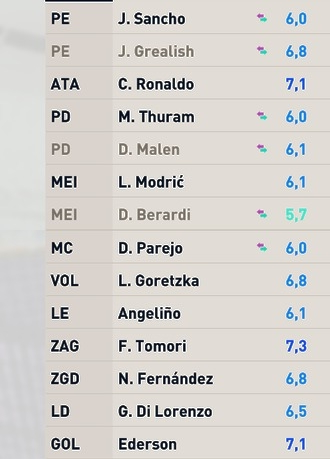 PE J. Sancho 6,0
PE J. Grealish 6,8
ATA C. Ronaldo 7,1
PD M. Thuram 6,0
PD D. Malen 6,1
MEI L. Modrić 6,1
MEI D. Berardi 5,7
MC D. Parejo 6,0
VOL L. Goretzka 6,8
LE Angeliño 6,1
ZAG F. Tomori 7,3
ZGD N. Fernández 6,8
LD G. Di Lorenzo 6,5
GOL Ederson 7,1